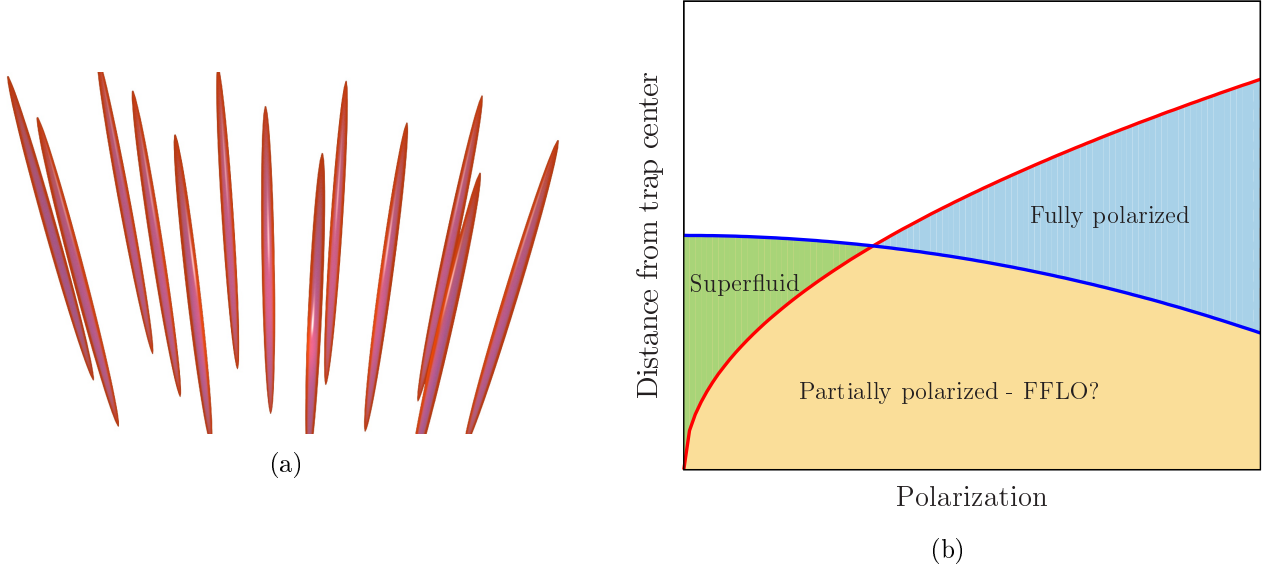 Distance from trap center
Fully polarized
Superfluid
Partially polarized - FFLO?
Polarization
(a)
(b)